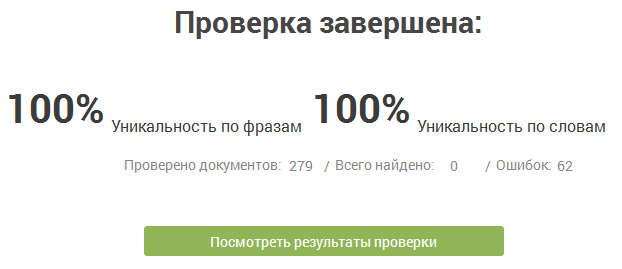 Проверка завершена:
100% Уникальность по фразам 100% Уникальность по словам
Проверено документов: 279 / Всего найдено: 0 / Ошибок: 62
Посмотреть результаты проверки